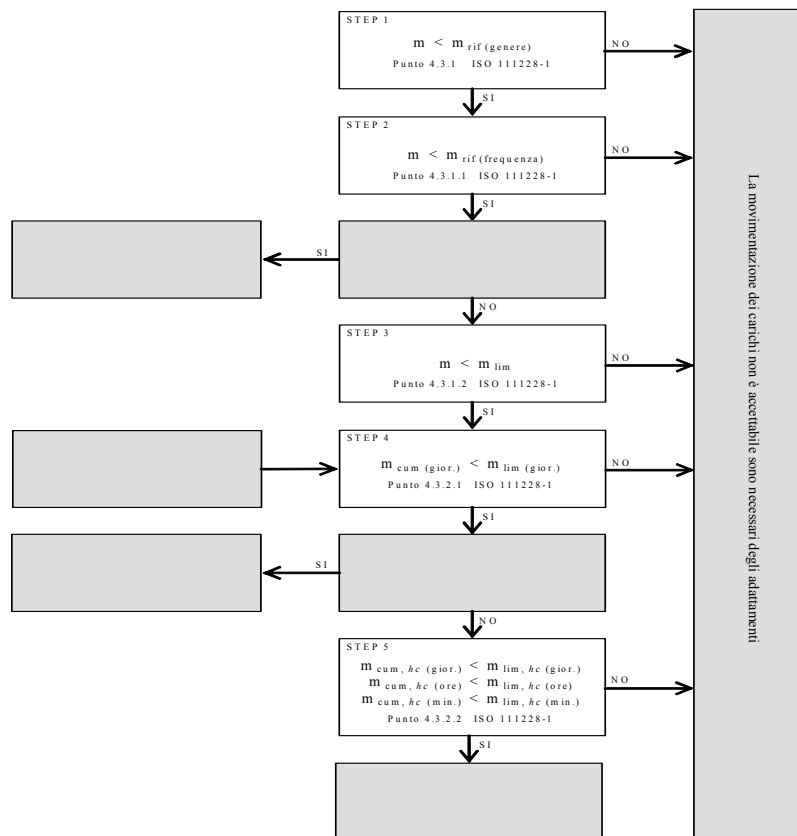 STEP 1
m < m rif (genere)
Punto 4.3.1 ISO 111228-1
NO
SI
STEP 2
m < m rif(frequenza)
Punto 4.3.1.1 ISO 111228-1
NO
SI
SI
NO
STEP 3
m < m lim
Punto 4.3.1.2 ISO 111228-1
NO
SI
STEP 4
m cum (gior.) < m lim (gior.)
Punto 4.3.2.1 ISO 111228-1
NO
SI
SI
NO
STEP 5
m cum, hc (gior.) < m lim, hc (gior.)
m cum, hc (ore) < m lim, hc (ore)
m cum, hc (min.) < m lim, hc (min.)
Punto 4.3.2.2 ISO 111228-1
NO
SI
La movimentazione dei carichi non è accettabile sono necessari degli adattamenti